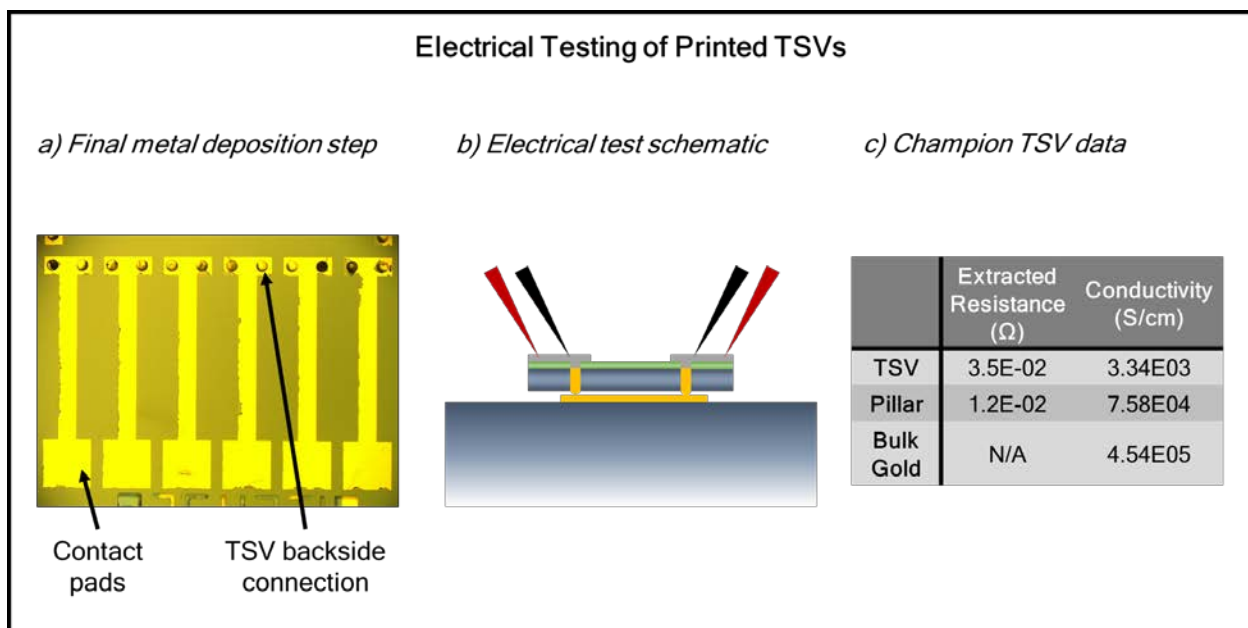 Electrical Testing of Printed TSVs
a) Final metal deposition step
b) Electrical test schematic
c) Champion TSV data
Contact
pads
TSV backside
connection
Extracted
Resistance
(Ω)
Conductivity
(S/cm)
TSV 3.5E-02 3.34E03
Pillar 1.2E-02 7.58E04
Bulk
Gold N/A 4.54E05